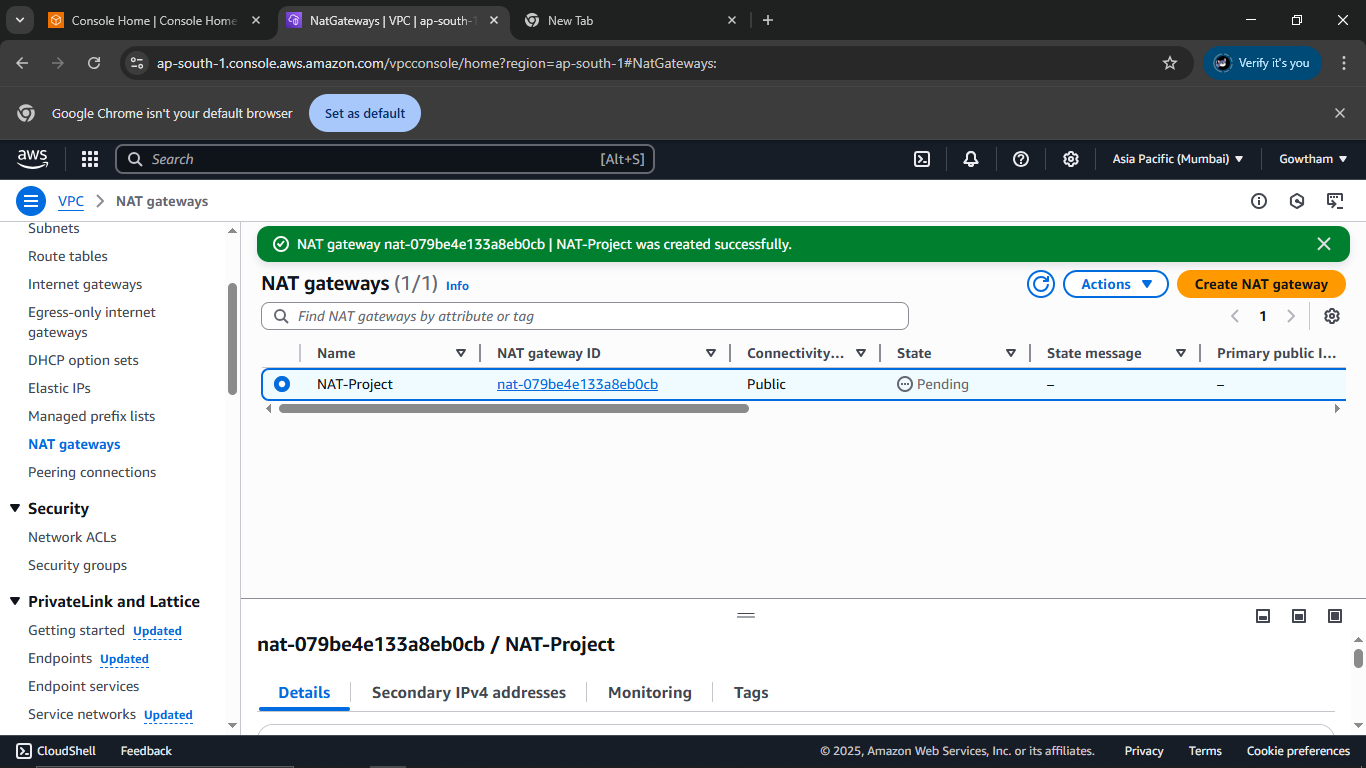 Console Home | Console Home
NatGateways | VPC | ap-south-1
New Tab
ap-south-1.console.aws.amazon.com/vpcconsole/home?region=ap-south-1#NatGateways:
Verify it's you
Google Chrome isn't your default browser
Set as default
aws
Search
[Alt+S]
Asia Pacific (Mumbai)
Gowtham
VPC
NAT gateways
Subnets
Route tables
Internet gateways
Egress-only internet
gateways
DHCP option sets
Elastic IPs
Managed prefix lists
NAT gateways
Peering connections
Security
Network ACLs
Security groups
PrivateLink and Lattice
Getting started Updated
Endpoints Updated
Endpoint services
Service networks Updated
NAT gateway nat-079be4e133a8eb0cb | NAT-Project was created successfully.
NAT gateways (1/1) Info
Actions
Create NAT gateway
Find NAT gateways by attribute or tag
1
Name
NAT gateway ID
Connectivity...
State
State message
Primary public I...
NAT-Project
nat-079be4e133a8eb0cb
Public
Pending
–
–
nat-079be4e133a8eb0cb / NAT-Project
Details
Secondary IPv4 addresses
Monitoring
Tags
CloudShell
Feedback
© 2025, Amazon Web Services, Inc. or its affiliates.
Privacy
Terms
Cookie preferences